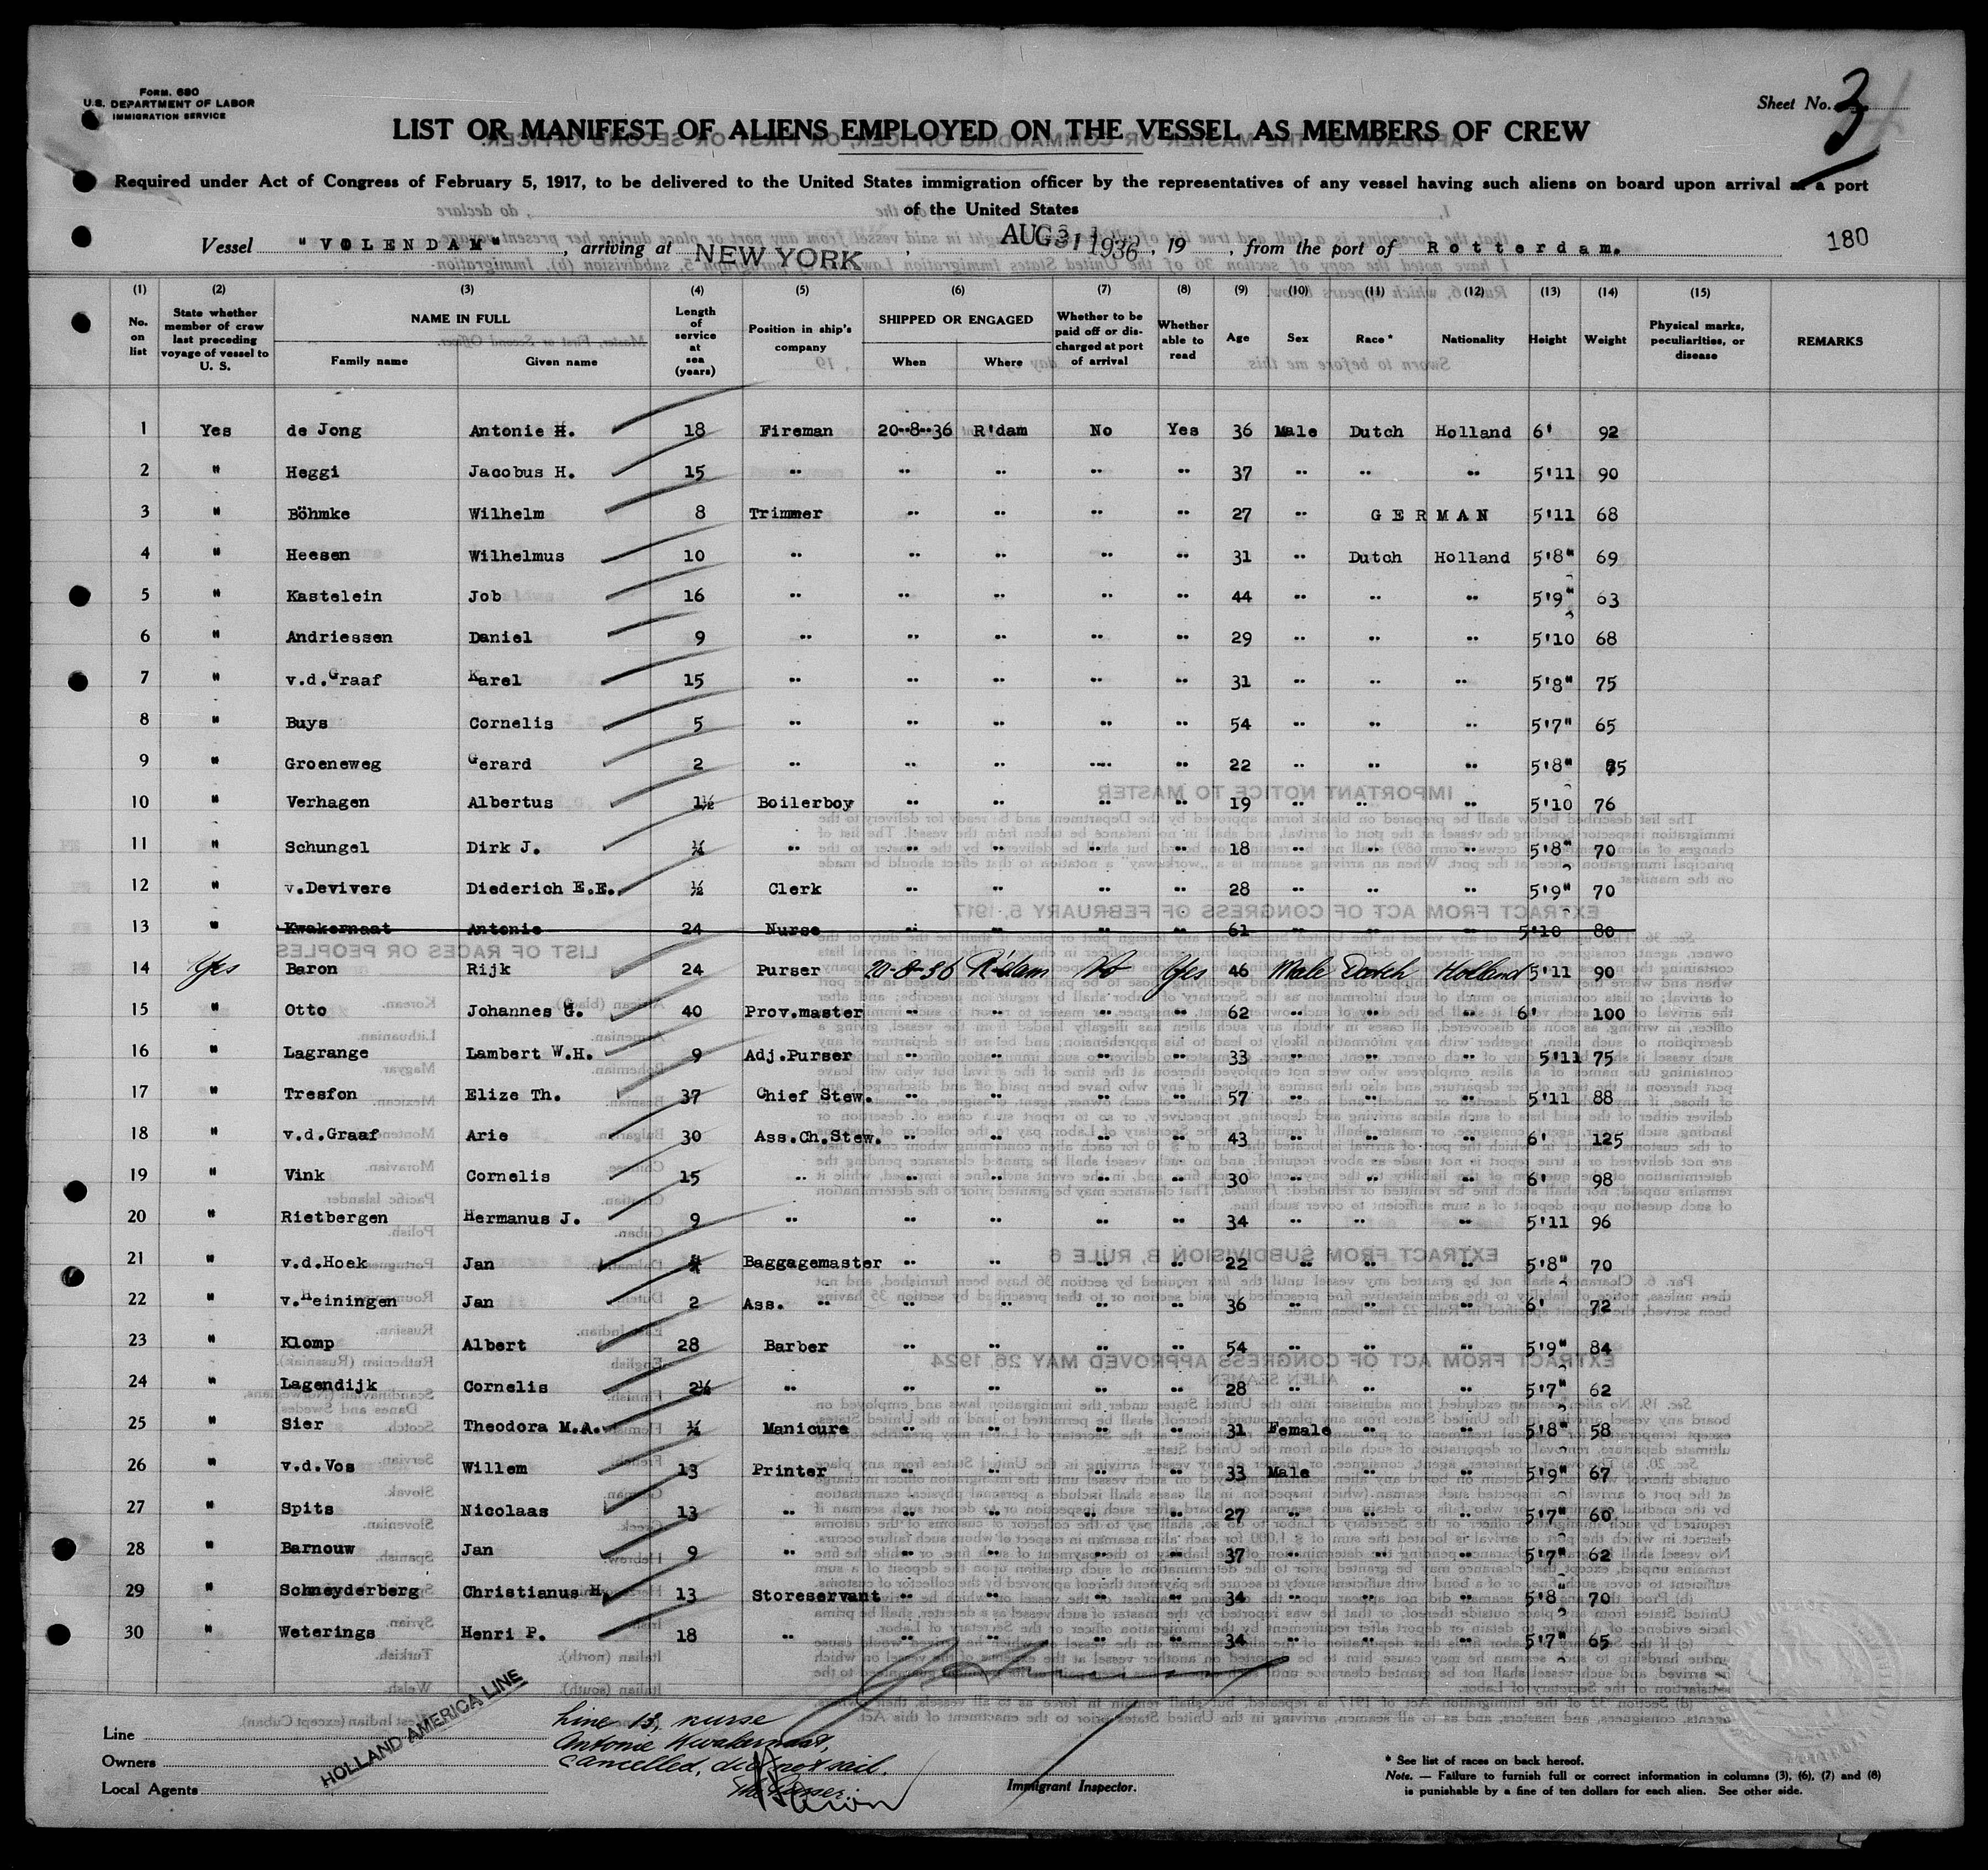 FORM. 680
U.S. DEPARTMENT OF LABOR
IMMIGRATION SERVICE
Sheet No. 3
LIST OR MANIFEST OF ALIENS EMPLOYED ON THE VESSEL AS MEMBERS OF CREW
Required under Act of Congress of February 5, 1917, to be delivered to the United States immigration officer by the representatives of any vessel having such aliens on board upon arrival at a port
of the United States
Vessel "VOLENDAM", arriving at NEW YORK, AUG 31 1936, 19 , from the port of Rotterdam. 180
(1) (2) (3) (4) (5) (6) (7) (8) (9) (10) (11) (12) (13) (14) (15)
No. on list State whether member of crew last preceding voyage of vessel to U. S. NAME IN FULL Family name Given name Length of service at sea (years) Position in ship's company SHIPPED OR ENGAGED When Where Whether to be paid off or discharged at port of arrival Whether able to read Age Sex Race* Nationality Height Weight Physical marks, peculiarities, or disease REMARKS
1 Yes de Jong Antonie H. 18 Fireman 20-8-36 R'dam No Yes 36 Male Dutch Holland 6' 92
2 " Heggi Jacobus H. 15 " " " " " 37 " " " 5'11 90
3 " Böhmke Wilhelm 8 Trimmer " " " " 27 " GERMAN 5'11 68
4 " Heesen Wilhelmus 10 " " " " " 31 " Dutch Holland 5'8" 69
5 " Kastelein Job 16 " " " " " 44 " " " 5'9" 63
6 " Andriessen Daniel 9 " " " " " 29 " " " 5'10 68
7 " v.d.Graaf Karel 15 " " " " " 31 " " " 5'8" 75
8 " Buys Cornelis 5 " " " " " 54 " " " 5'7" 65
9 " Groeneweg Gerard 2 " " " " " 22 " " " 5'8"
10 " Verhagen Albertus 1½ Boilerboy " " " " 19 " " " 5'10 76
11 " Schungel Dirk J. ¼ " " " " " 18 " " " 5'8" 70
12 " v.Devivere Diederich E.E. ½ Clerk " " " " 28 " " " 5'9" 70
13 " Kwakernaat Antonie 24 Nurse " " " " 61 " " " 5'10 80
14 Yes Baron Rijk 24 Purser 20-8-36 R'dam No Yes 46 Male Dutch Holland 5'11 90
15 " Otto Johannes G. 40 Prov.master " " " " 62 " " " 6' 100
16 " Lagrange Lambert W.H. 9 Adj.Purser " " " " 33 " " " 5'11 75
17 " Tresfon Elize Th. 37 Chief Stew. " " " " 57 " " " 5'11 88
18 " v.d.Graaf Arie 30 Ass.Ch.Stew. " " " " 43 " " " 6' 125
19 " Vink Cornelis 15 " " " " " 30 " " " 6' 98
20 " Rietbergen Hermanus J. 9 " " " " " 34 " " " 5'11 96
21 " v.d.Hoek Jan Baggagemaster " " " " 22 " " " 5'8" 70
22 " v.Heiningen Jan 2 Ass. " " " " " 36 " " " 6' 72
23 " Klomp Albert 28 Barber " " " " 54 " " " 5'9" 84
24 " Lagendijk Cornelis 2½ " " " " " 28 " " " 5'7" 62
25 " Sier Theodora M.A. ¼ Manicure " " " " 31 Female " " 5'8" 58
26 " v.d.Vos Willem 13 Printer " " " " 33 Male " " 5'9" 67
27 " Spits Nicolaas 13 " " " " " 27 " " " 5'7" 60
28 " Barnouw Jan 9 " " " " " 37 " " " 5'7" 62
29 " Schneyderberg Christianus H. 13 Storeservant " " " " 34 " " " 5'8" 70
30 " Weterings Henri P. 18 " " " " " 34 " " " 5'7" 65
Line
Owners
Local Agents
HOLLAND AMERICA LINE
Line 13, nurse
Antonie Kwakernaat,
cancelled, did not sail.
The Purser:
Immigrant Inspector.
* See list of races on back hereof.
Note. — Failure to furnish full or correct information in columns (3), (6), (7) and (8)
is punishable by a fine of ten dollars for each alien. See other side.